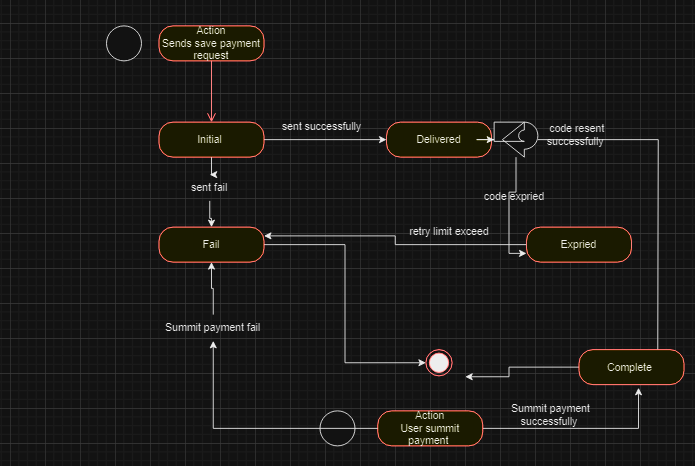 Action
Sends save payment
request
Initial
sent successfully
Delivered
code resent
successfully
sent fail
code expried
Fail
retry limit exceed
Expried
Summit payment fail
Complete
Action
User summit
payment
Summit payment
successfully